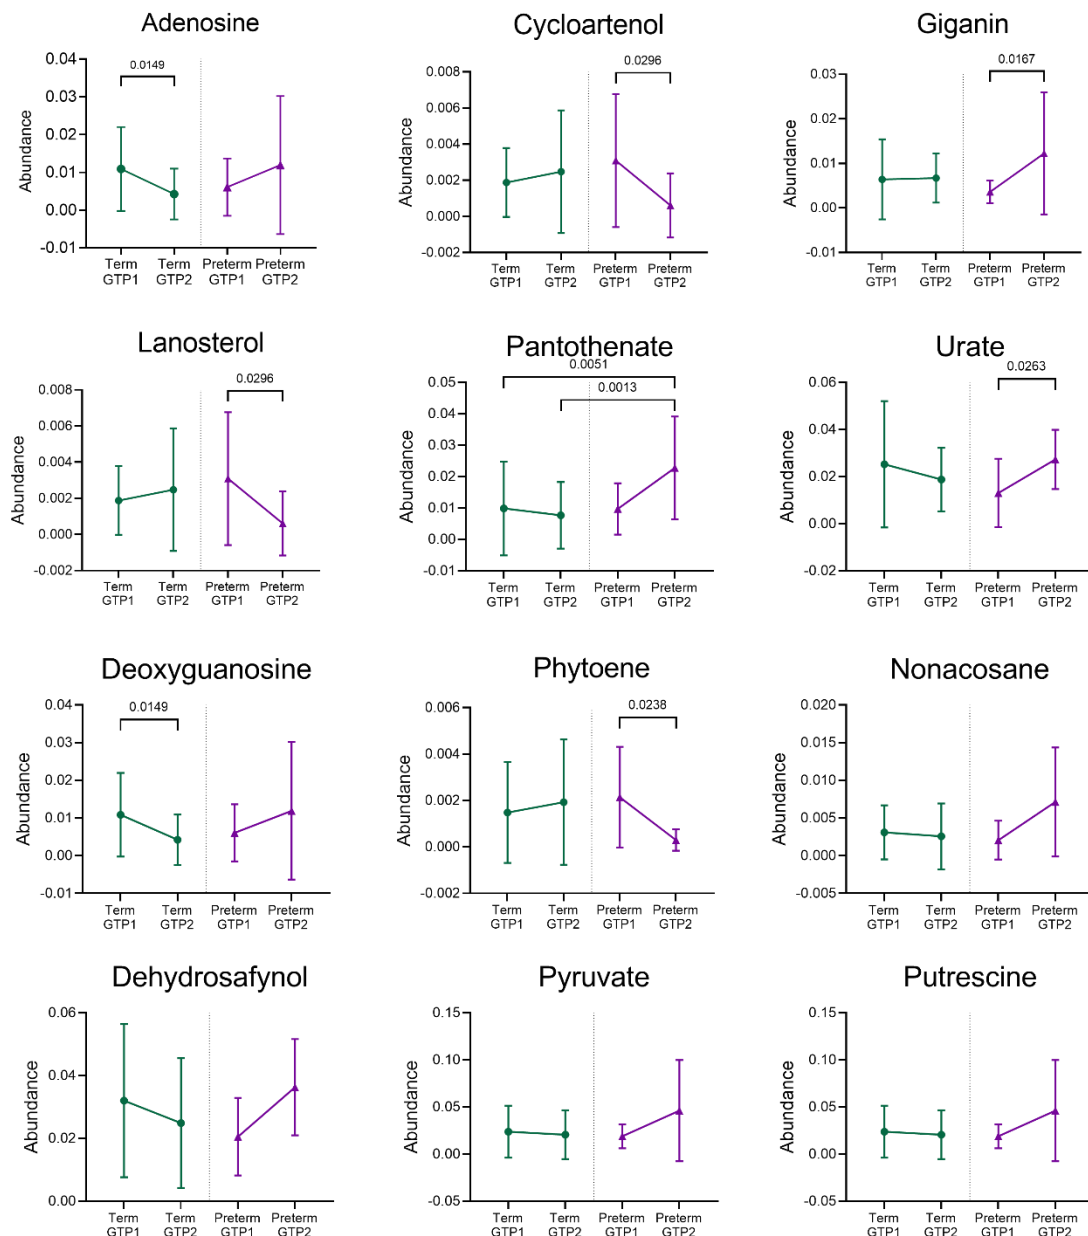 Adenosine
0.04
0.03
0.02
0.01
0.00
-0.01
Abundance
0.0149
Term
GTP1
Term
GTP2
Preterm
GTP1
Preterm
GTP2
Cycloartenol
0.008
0.006
0.004
0.002
0.000
-0.002
Abundance
0.0296
Term
GTP1
Term
GTP2
Preterm
GTP1
Preterm
GTP2
Giganin
0.03
0.02
0.01
0.00
-0.01
Abundance
0.0167
Term
GTP1
Term
GTP2
Preterm
GTP1
Preterm
GTP2
Lanosterol
0.008
0.006
0.004
0.002
0.000
-0.002
Abundance
0.0296
Term
GTP1
Term
GTP2
Preterm
GTP1
Preterm
GTP2
Pantothenate
0.05
0.04
0.03
0.02
0.01
0.00
-0.01
Abundance
0.0051
0.0013
Term
GTP1
Term
GTP2
Preterm
GTP1
Preterm
GTP2
Urate
0.06
0.04
0.02
0.00
-0.02
Abundance
0.0263
Term
GTP1
Term
GTP2
Preterm
GTP1
Preterm
GTP2
Deoxyguanosine
0.04
0.03
0.02
0.01
0.00
-0.01
Abundance
0.0149
Term
GTP1
Term
GTP2
Preterm
GTP1
Preterm
GTP2
Phytoene
0.006
0.004
0.002
0.000
-0.002
Abundance
0.0238
Term
GTP1
Term
GTP2
Preterm
GTP1
Preterm
GTP2
Nonacosane
0.020
0.015
0.010
0.005
0.000
-0.005
Abundance
Term
GTP1
Term
GTP2
Preterm
GTP1
Preterm
GTP2
Dehydrosafynol
0.06
0.04
0.02
0.00
Abundance
Term
GTP1
Term
GTP2
Preterm
GTP1
Preterm
GTP2
Pyruvate
0.15
0.10
0.05
0.00
-0.05
Abundance
Term
GTP1
Term
GTP2
Preterm
GTP1
Preterm
GTP2
Putrescine
0.15
0.10
0.05
0.00
-0.05
Abundance
Term
GTP1
Term
GTP2
Preterm
GTP1
Preterm
GTP2